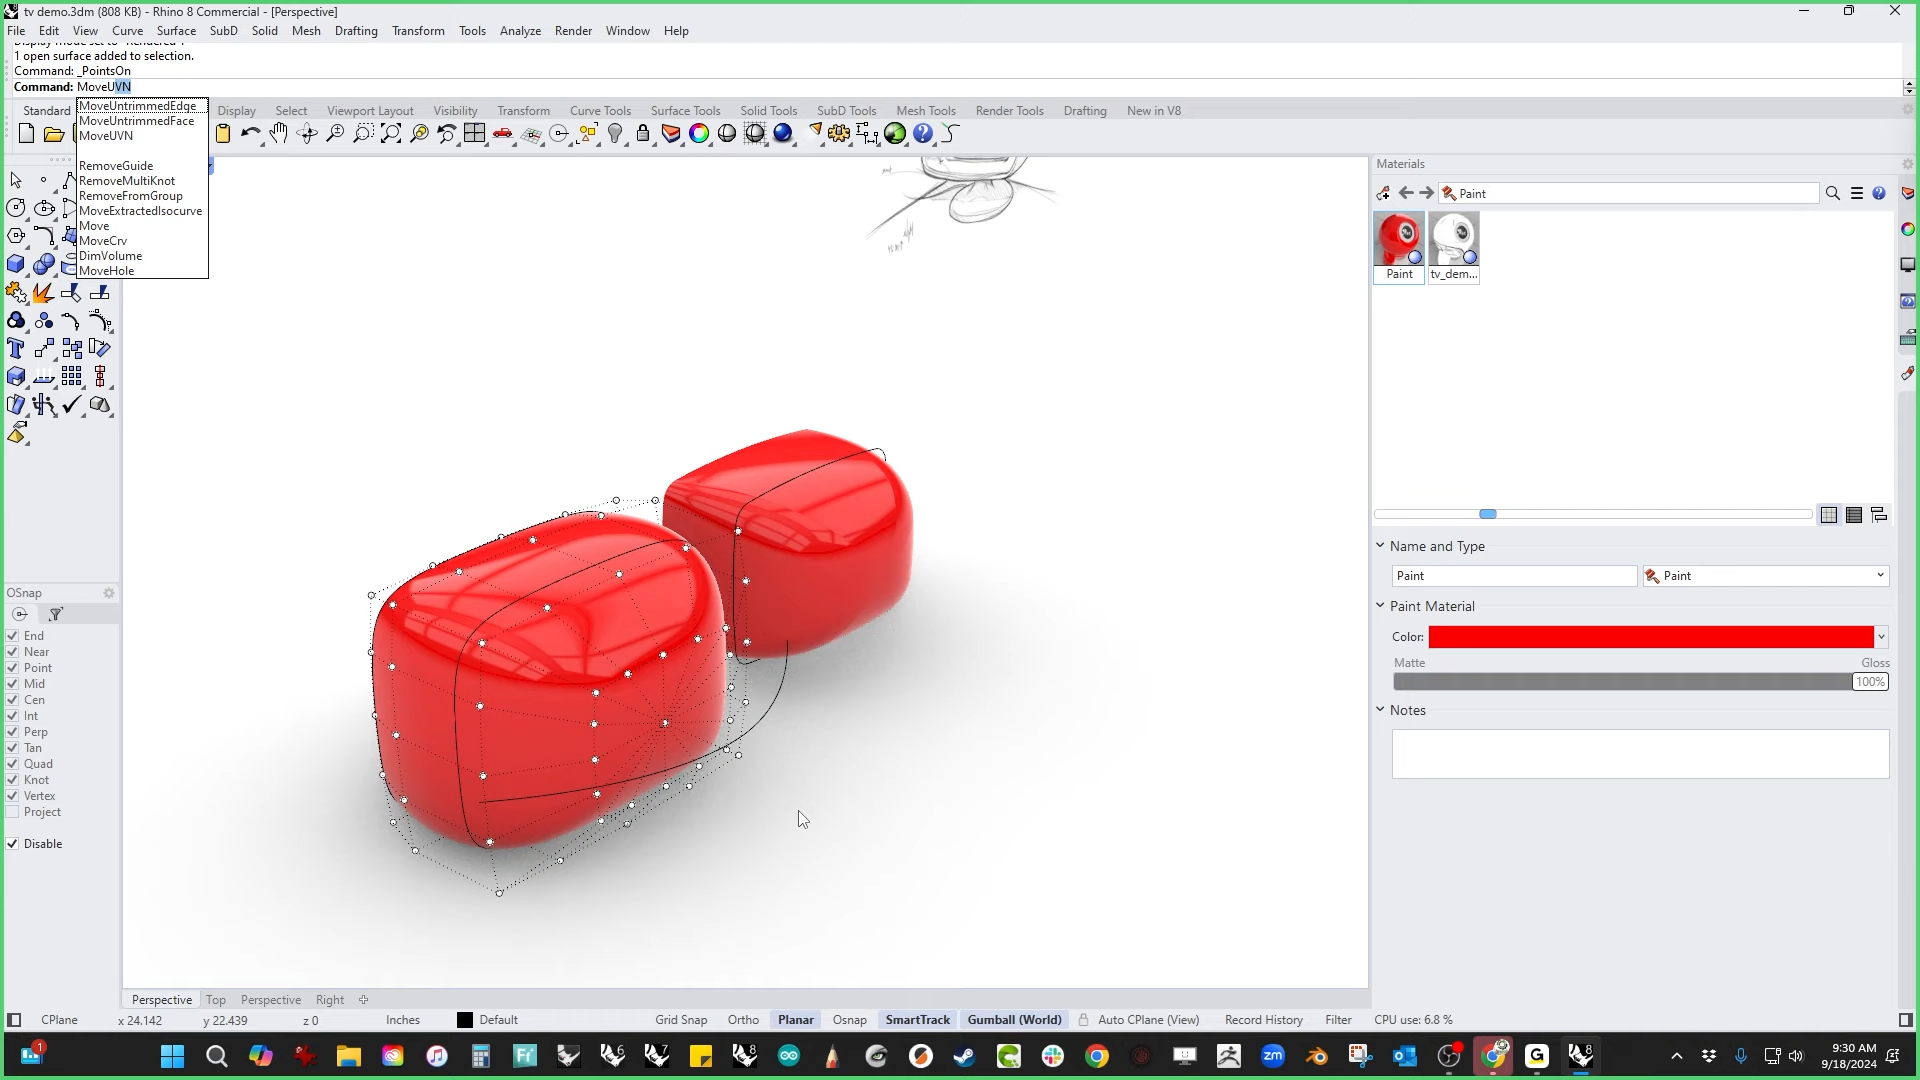 tv demo.3dm (808 KB) - Rhino 8 Commercial - [Perspective]
File Edit View Curve Surface SubD Solid Mesh Drafting Transform Tools Analyze Render Window Help
1 open surface added to selection.
Command: _PointsOn
Command: MoveUVN
Standard Display Select Viewport Layout Visibility Transform Curve Tools Surface Tools Solid Tools SubD Tools Mesh Tools Render Tools Drafting New in V8
MoveUntrimmedEdge
MoveUntrimmedFace
MoveUVN
RemoveGuide
RemoveMultiKnot
RemoveFromGroup
MoveExtractedIsocurve
Move
MoveCrv
DimVolume
MoveHole
Materials
Paint
Paint tv_dem...
Name and Type
Paint Paint
Paint Material
Color:
Matte Gloss
100%
Notes
OSnap
End
Near
Point
Mid
Cen
Int
Perp
Tan
Quad
Knot
Vertex
Project
Disable
Perspective Top Perspective Right
CPlane x 24.142 y 22.439 z 0 Inches Default Grid Snap Ortho Planar Osnap SmartTrack Gumball (World) Auto CPlane (View) Record History Filter CPU use: 6.8 %
9:30 AM
9/18/2024